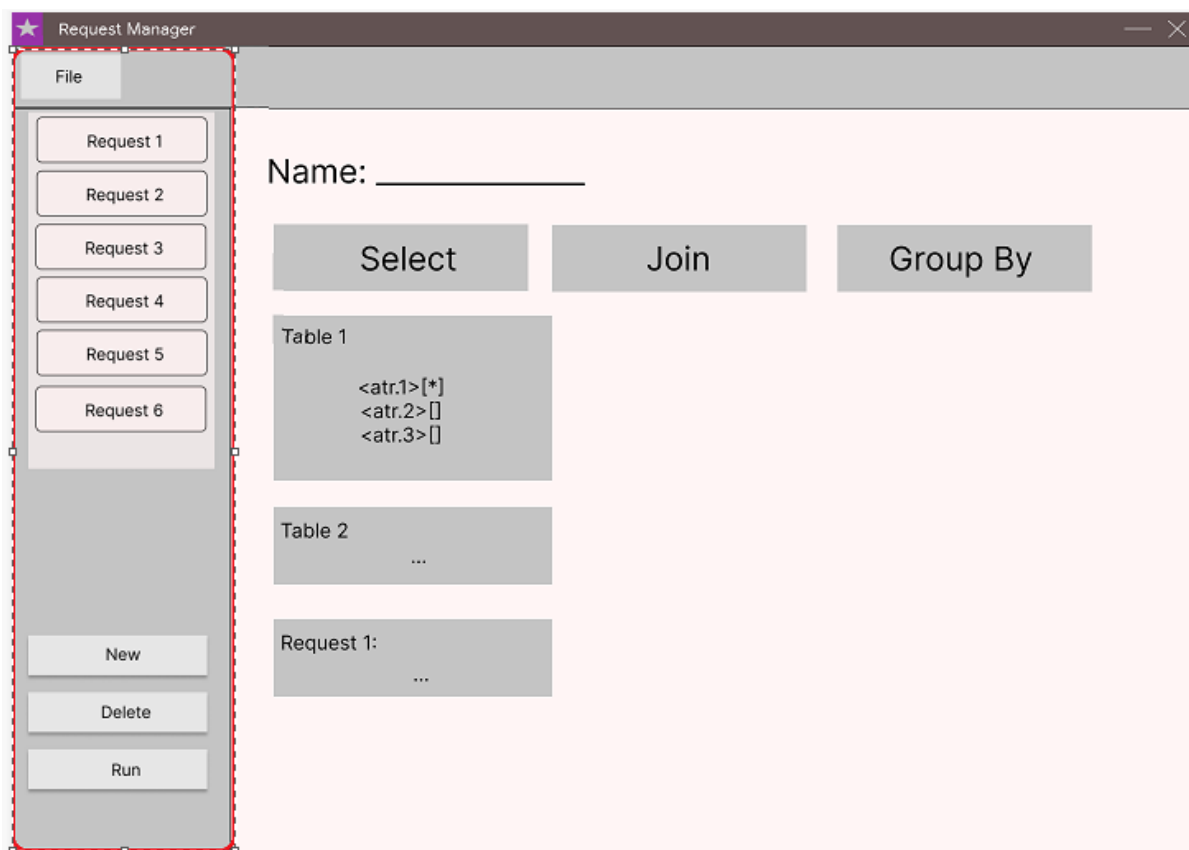 Request Manager
File
Request 1
Request 2
Request 3
Request 4
Request 5
Request 6
New
Delete
Run
Name: ____________
Select
Join
Group By
Table 1
<atr.1>[*]
<atr.2>[]
<atr.3>[]
Table 2
...
Request 1:
...